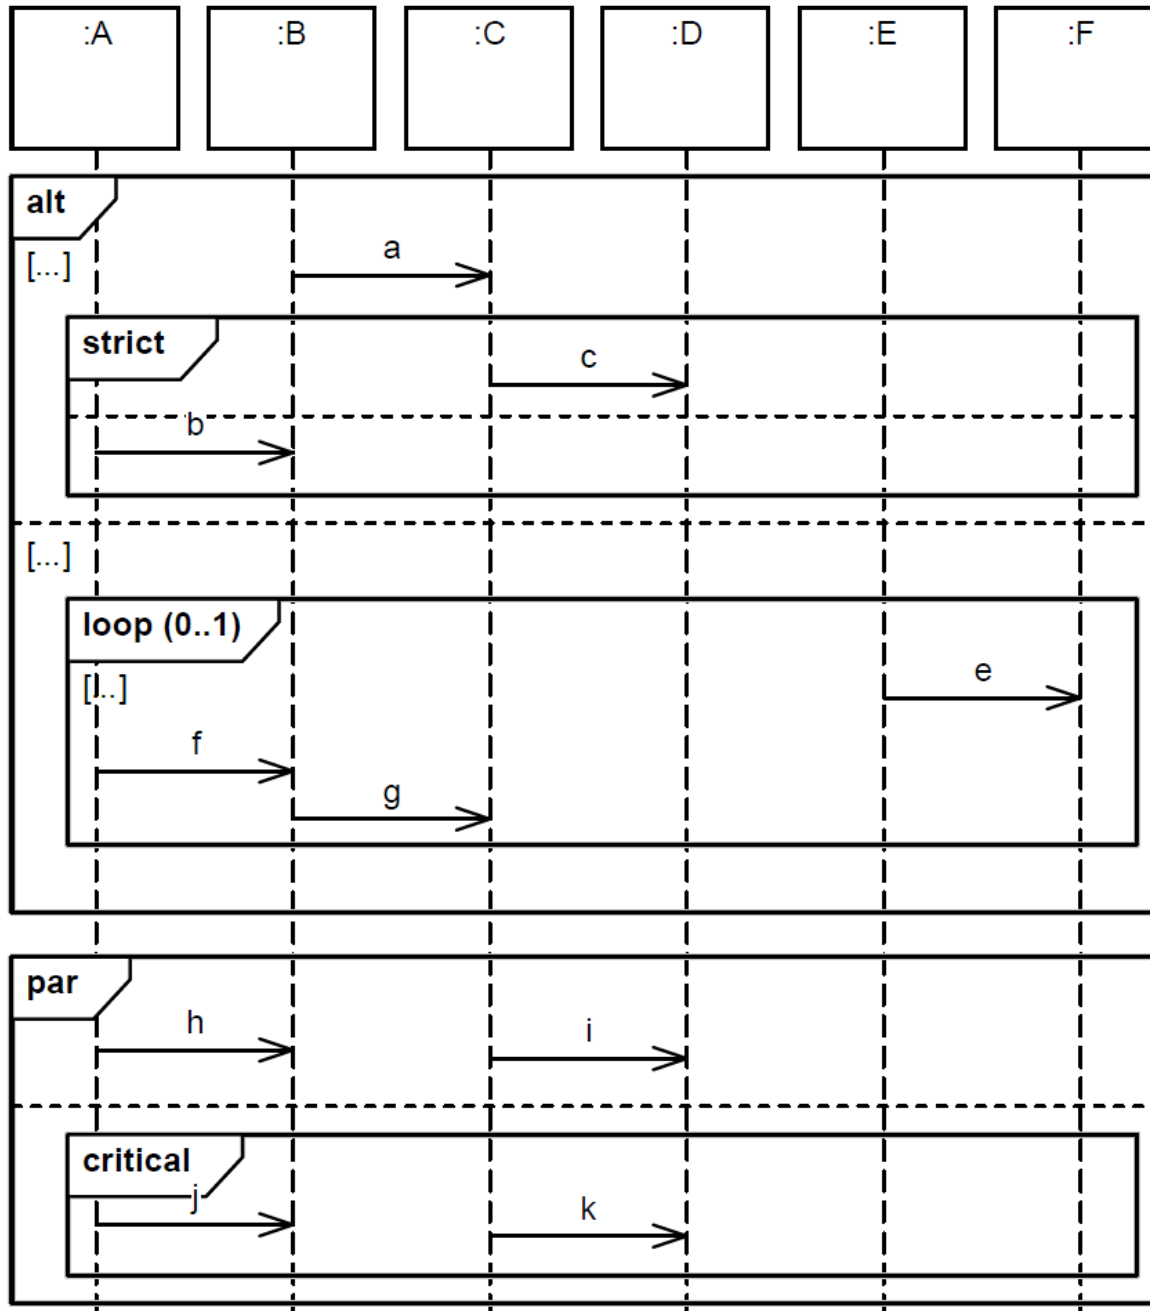 :A :B :C :D :E :F
alt
[...]
a
strict
c
b
[...]
loop (0..1)
[...]
e
f
g
par
h
i
critical
j
k